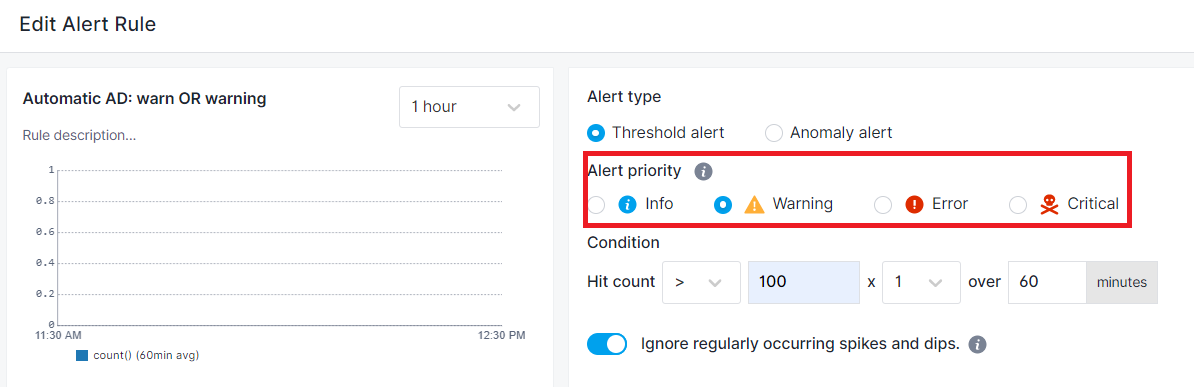 Edit Alert Rule
Automatic AD: warn OR warning
1 hour
Rule description...
1
0.8
0.6
0.4
0.2
0
11:30 AM
12:30 PM
count() (60min avg)
Alert type
Threshold alert
Anomaly alert
Alert priority i
i Info
! Warning
! Error
Critical
Condition
Hit count > 100 x 1 over 60 minutes
Ignore regularly occurring spikes and dips. i